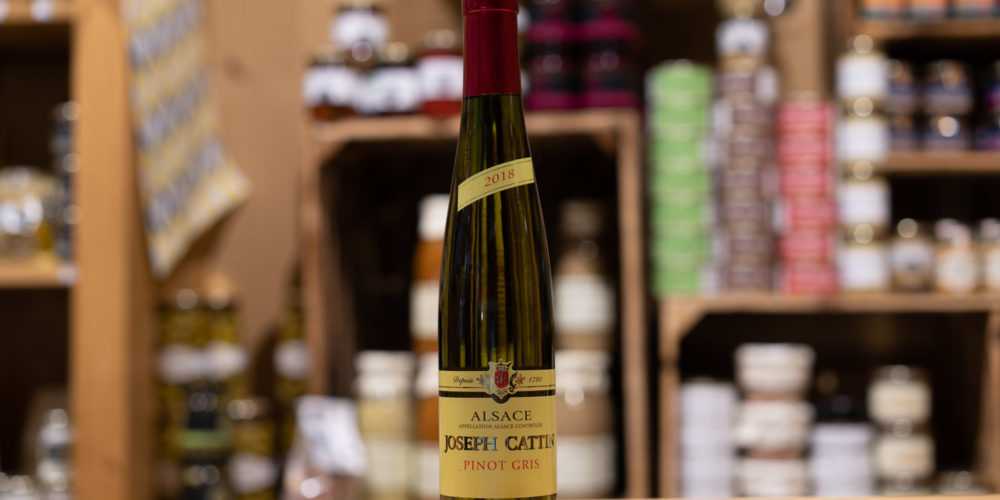 2018
Depuis 1720
ALSACE
APPELLATION ALSACE CONTRÔLÉE
JOSEPH CATTIN
PINOT GRIS